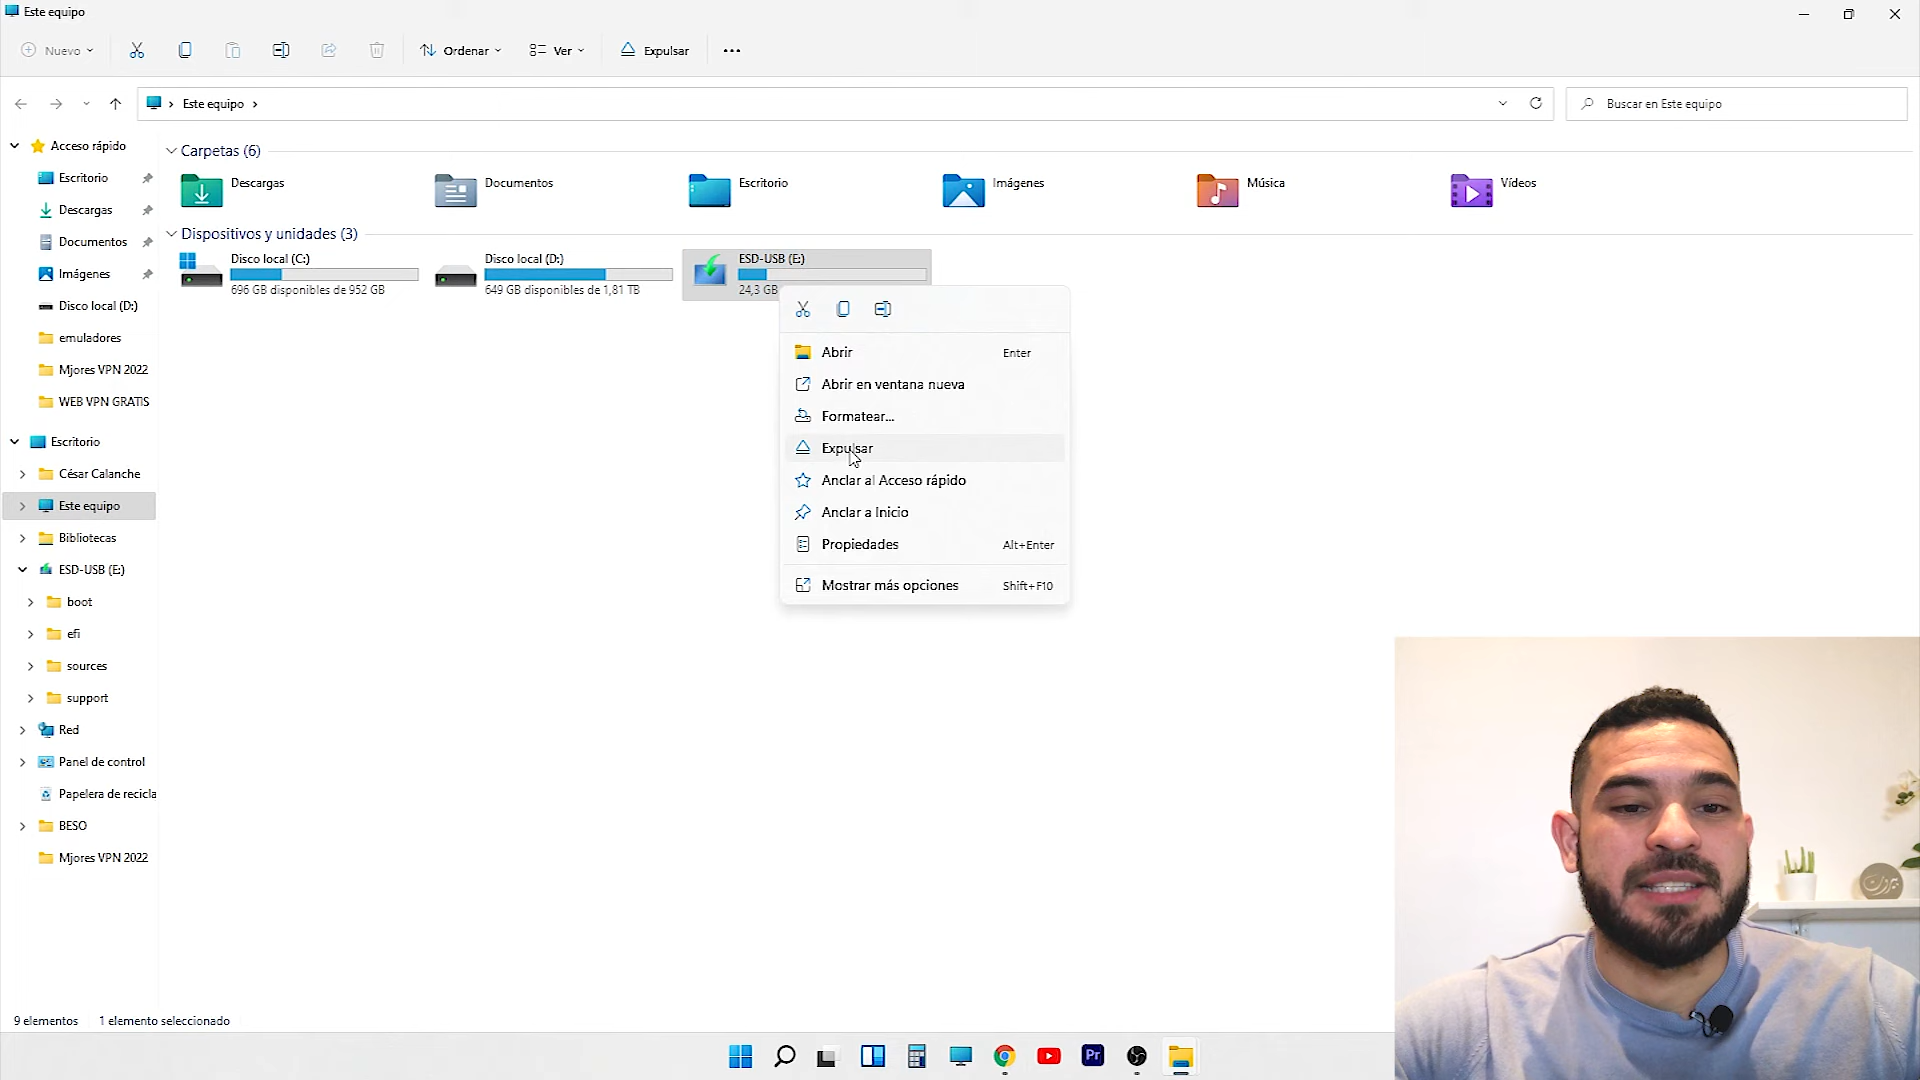 Este equipo
Nuevo
Ordenar
Ver
Expulsar
Este equipo
Buscar en Este equipo
Acceso rápido
Escritorio
Descargas
Documentos
Imágenes
Disco local (D:)
emuladores
Mjores VPN 2022
WEB VPN GRATIS
Escritorio
César Calanche
Este equipo
Bibliotecas
ESD-USB (E:)
boot
efi
sources
support
Red
Panel de control
Papelera de recicla
BESO
Mjores VPN 2022
Carpetas (6)
Descargas
Documentos
Escritorio
Imágenes
Música
Vídeos
Dispositivos y unidades (3)
Disco local (C:)
696 GB disponibles de 952 GB
Disco local (D:)
649 GB disponibles de 1,81 TB
ESD-USB (E:)
24,3 GB
Abrir Enter
Abrir en ventana nueva
Formatear...
Expulsar
Anclar al Acceso rápido
Anclar a Inicio
Propiedades Alt+Enter
Mostrar más opciones Shift+F10
بيروت
9 elementos 1 elemento seleccionado
Pr